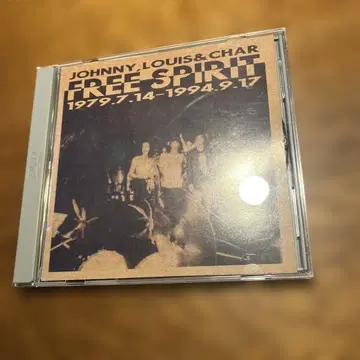 JOHNNY, LOUIS&CHAR
FREE SPIRIT
1979.7.14-1994.9.17